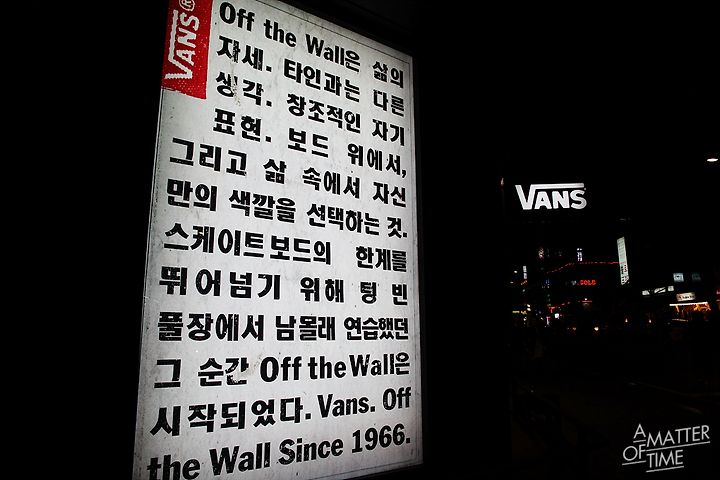 VANS®
Off the Wall은 삶의
자세. 타인과는 다른
생각. 창조적인 자기
표현. 보드 위에서,
그리고 삶 속에서 자신
만의 색깔을 선택하는 것.
스케이트보드의 한계를
뛰어넘기 위해 텅 빈
풀장에서 남몰래 연습했던
그 순간 Off the Wall은
시작되었다. Vans. Off
the Wall Since 1966.
VANS
A MATTER
OF TIME